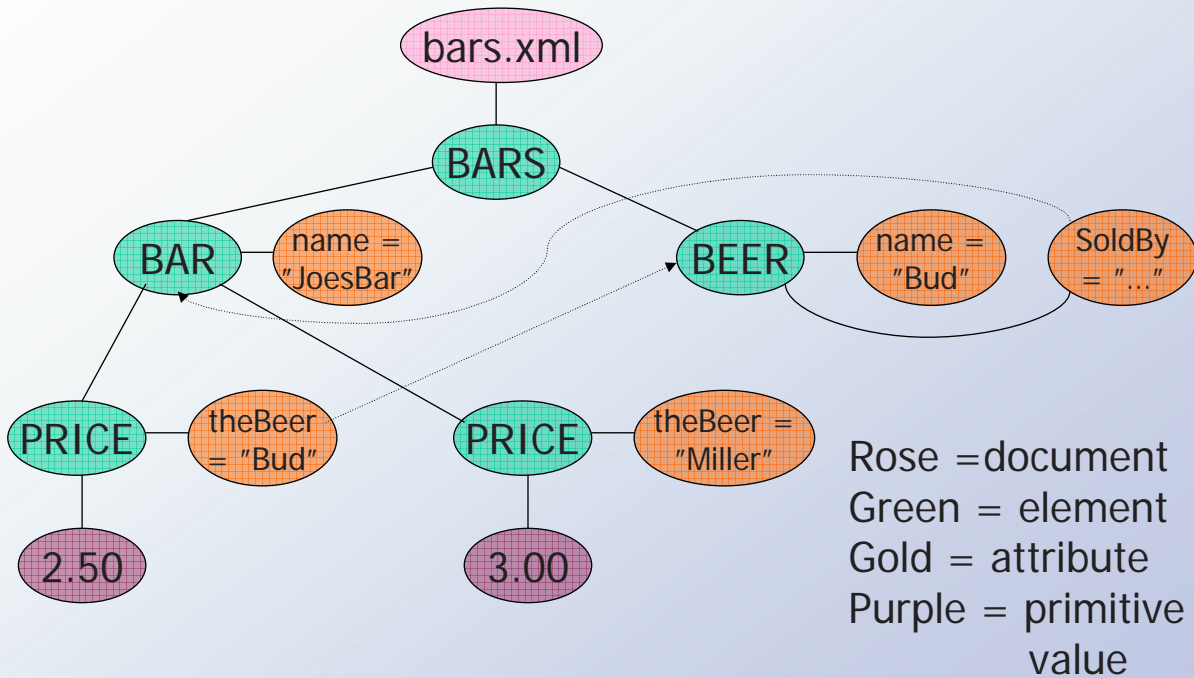 bars.xml
BARS
BAR
name =
"JoesBar"
BEER
name =
"Bud"
SoldBy
= "..."
PRICE
theBeer
= "Bud"
PRICE
theBeer =
"Miller"
2.50
3.00
Rose =document
Green = element
Gold = attribute
Purple = primitive
value